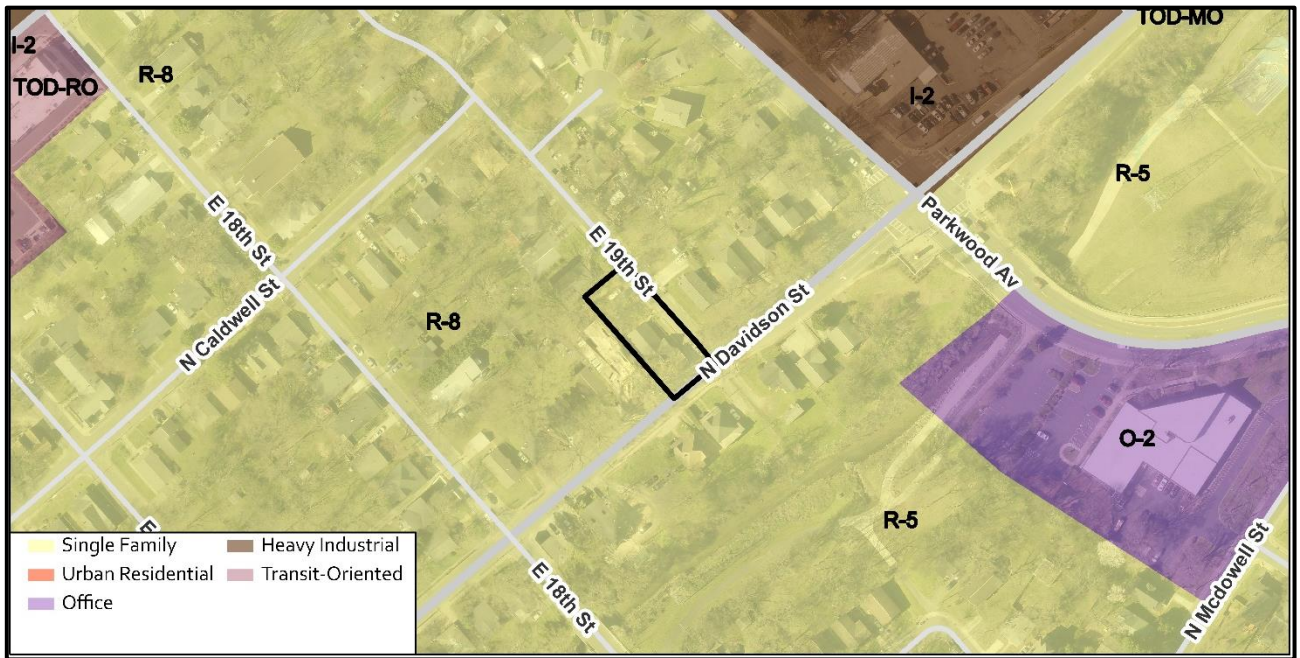 I-2
TOD-RO
R-8
I-2
TOD-MO
R-5
E 18th St
N Caldwell St
E 19th St
R-8
N Davidson St
Parkwood Av
O-2
R-5
E 18th St
N Mcdowell St
E
Single Family
Heavy Industrial
Urban Residential
Transit-Oriented
Office